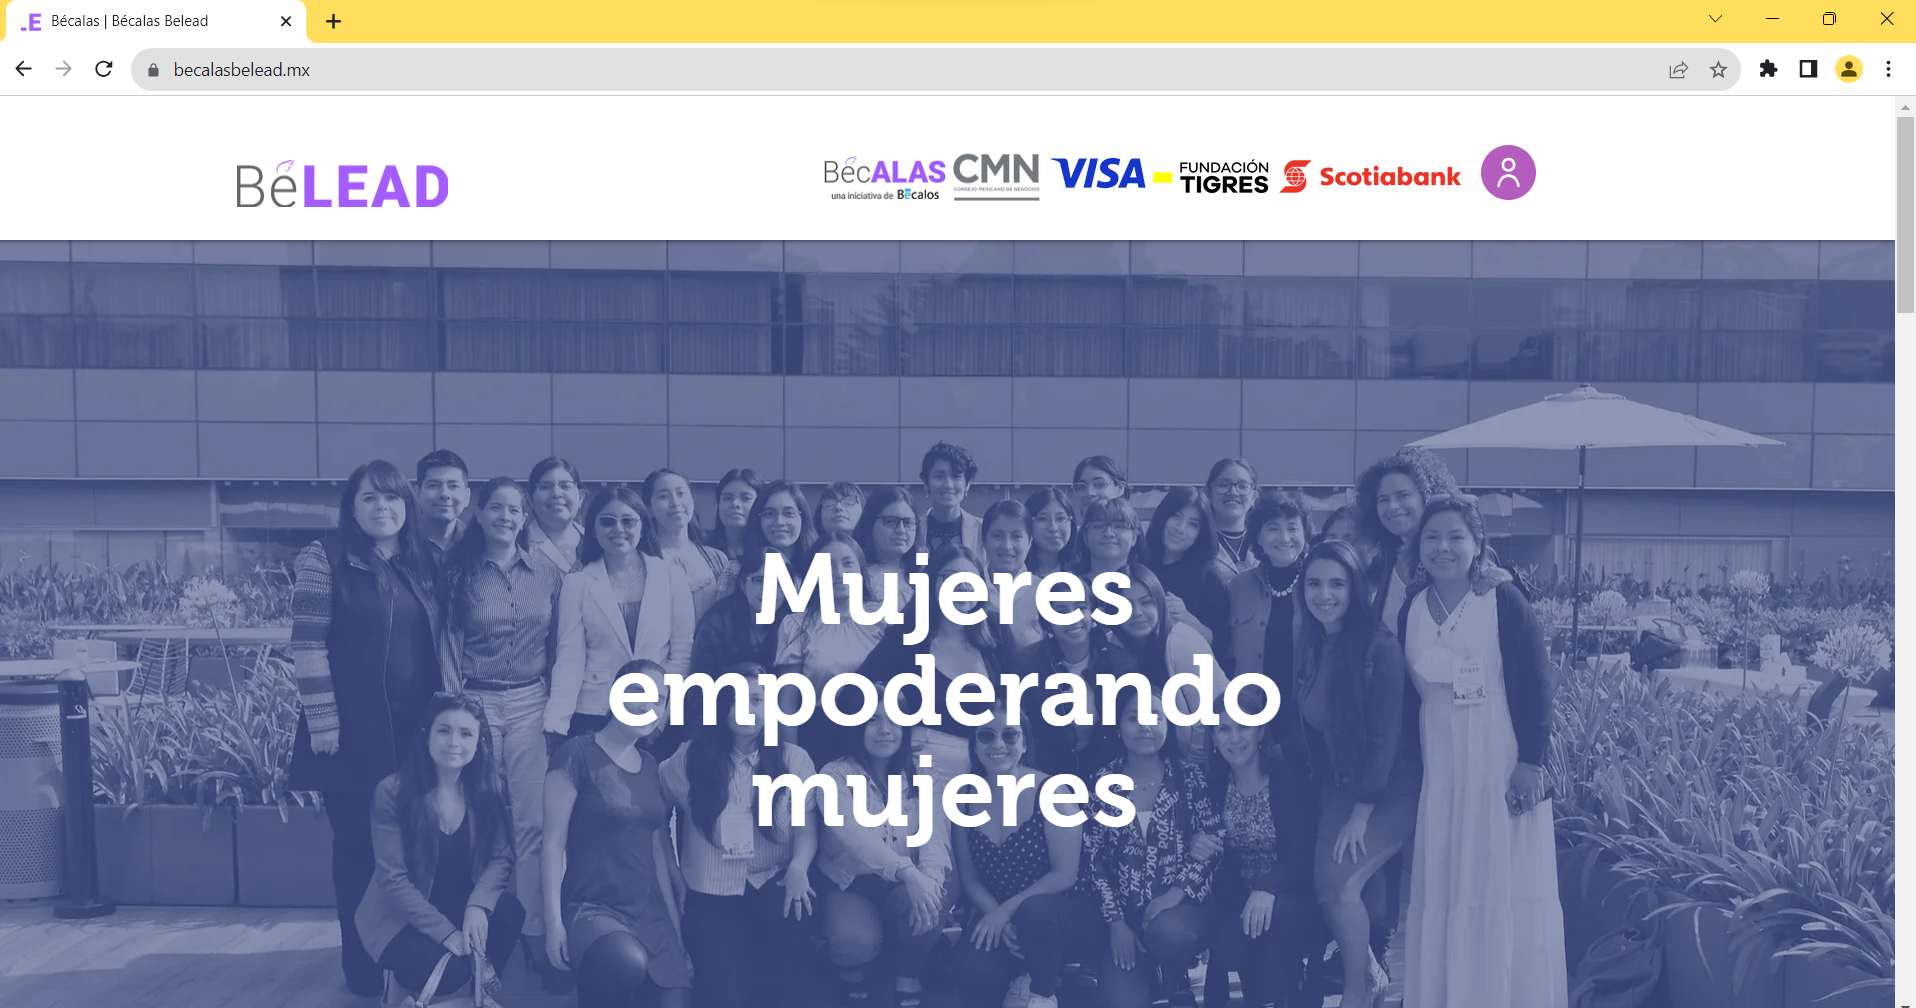 .E Bécalas | Bécalas Belead
becalasbelead.mx
BéLEAD
BécALAS
una iniciativa de Bécalos
CMN
CONSEJO MEXICANO DE NEGOCIOS
VISA
FUNDACIÓN
TIGRES
Scotiabank
Mujeres
empoderando
mujeres
STAFF